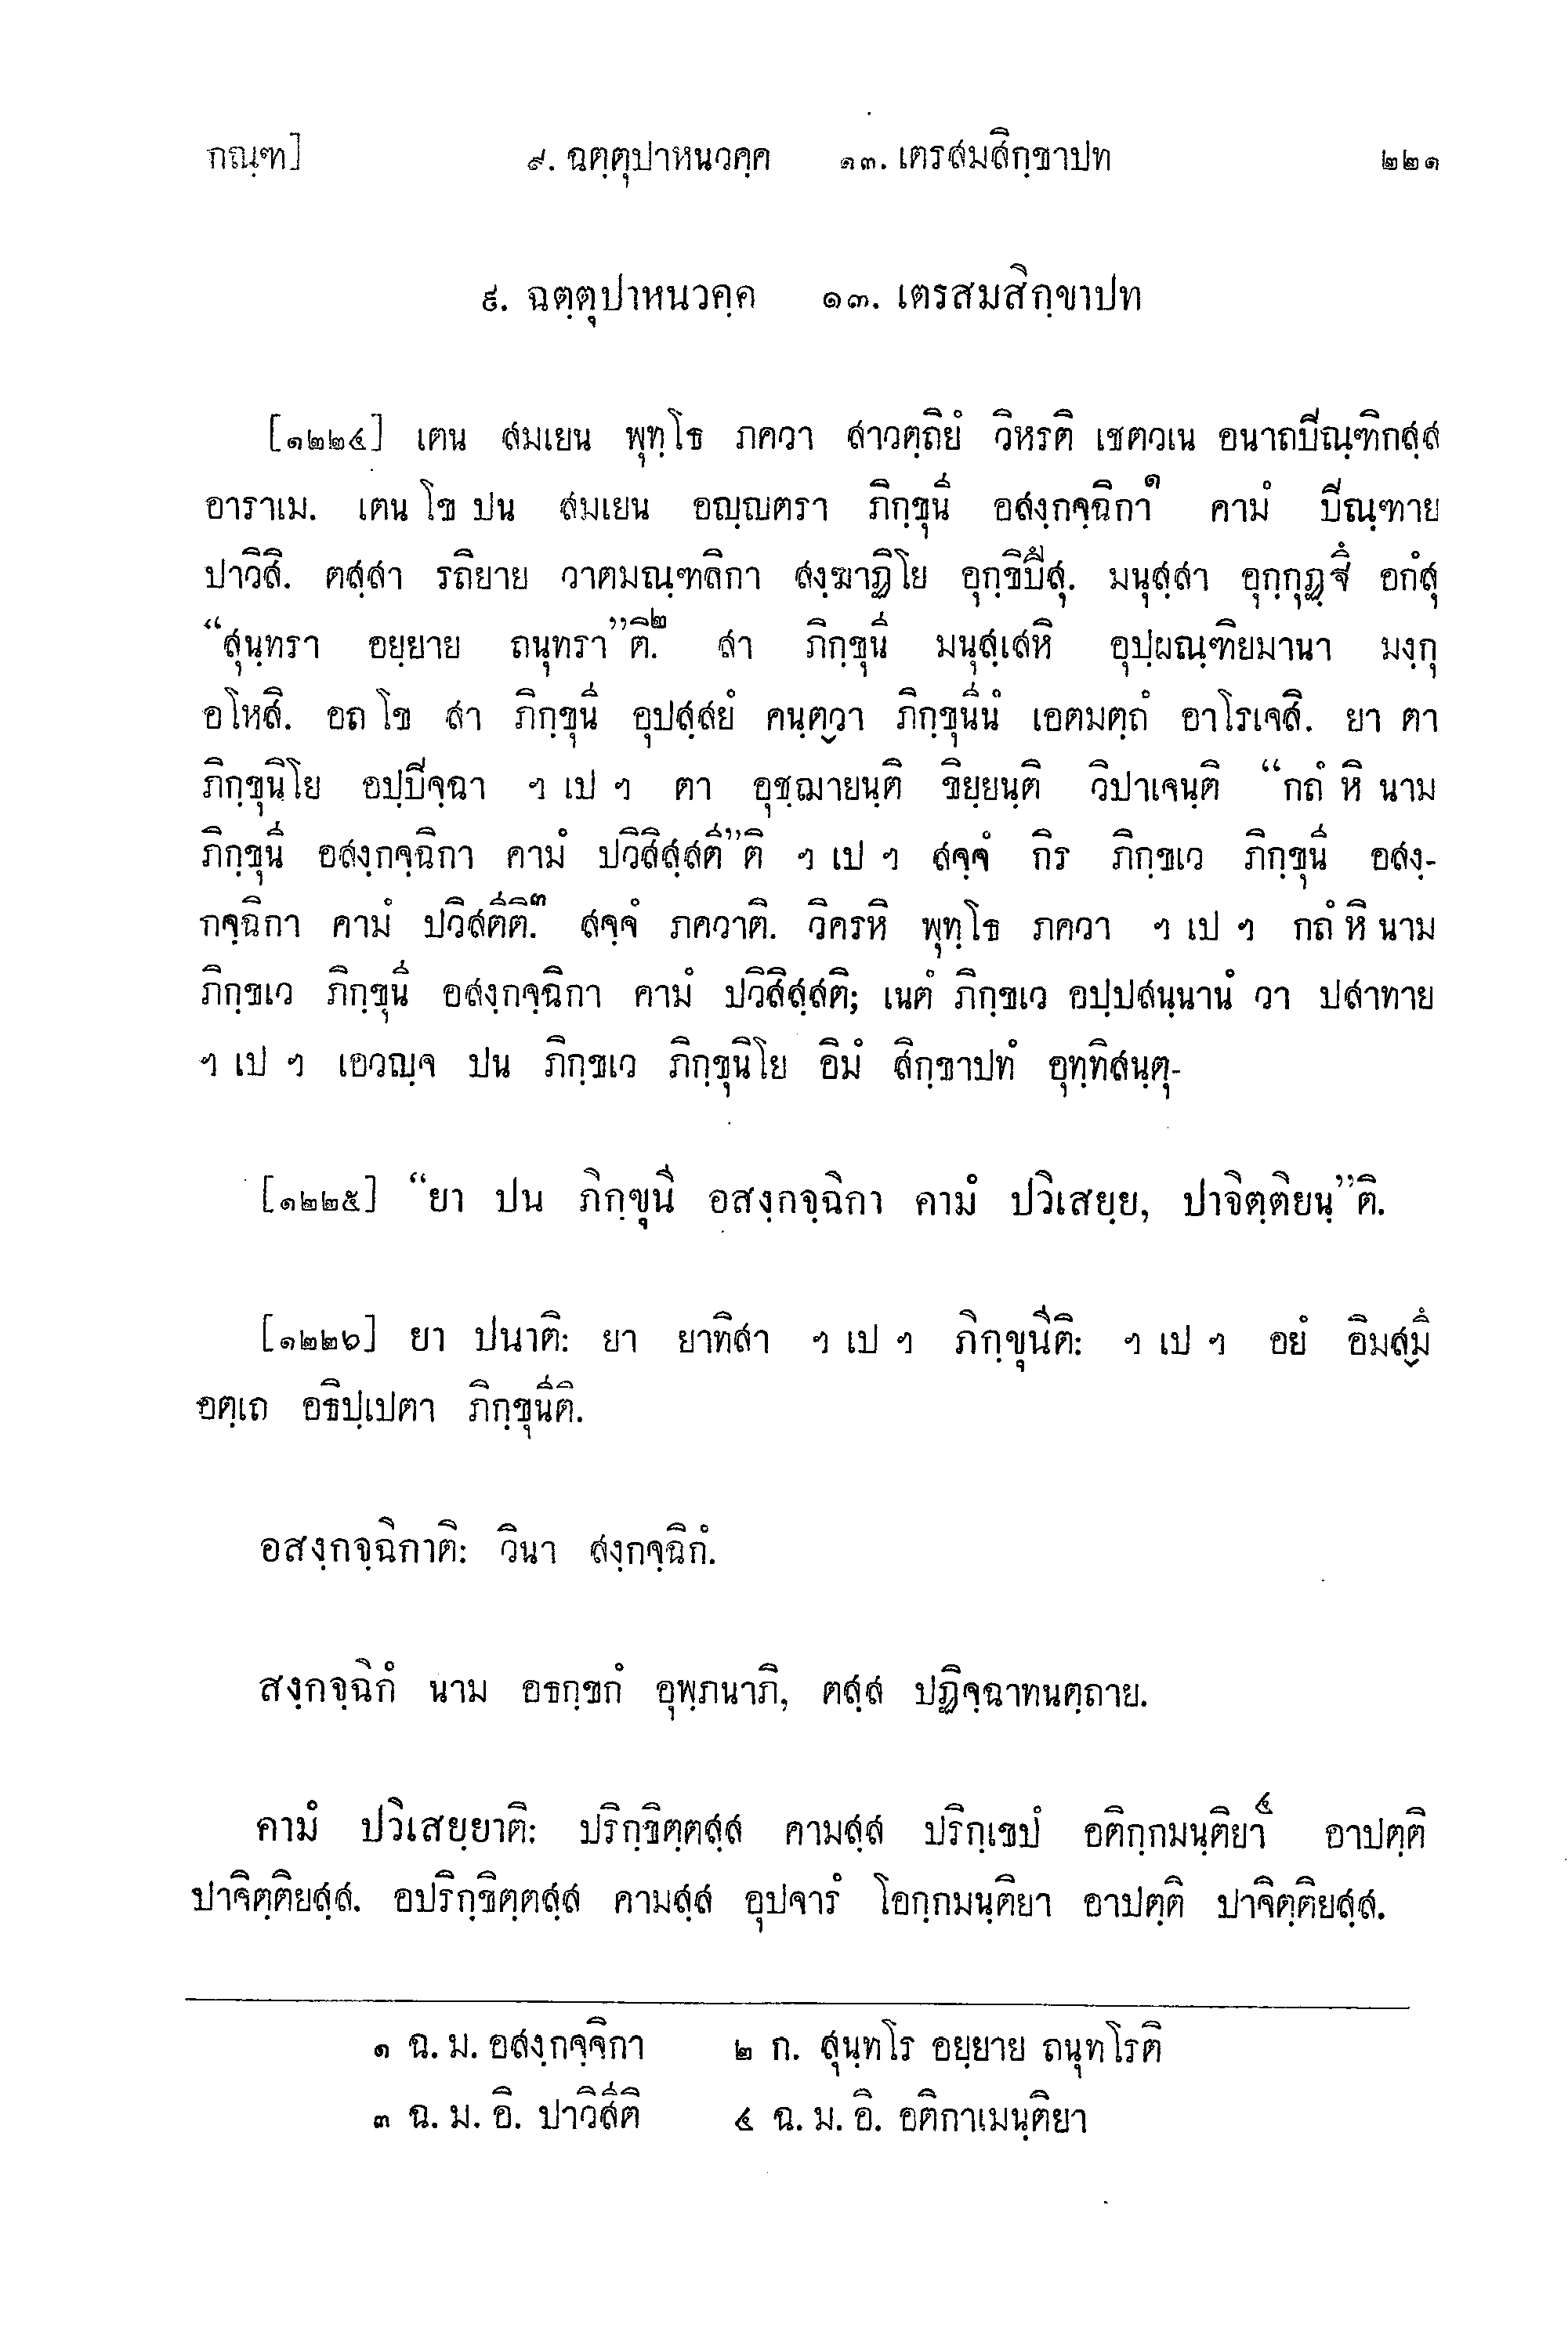 กณฺฑ] ๙. ฉตฺตุปาหนวคฺค ๑๓. เตรสมสิกฺขาปท ๒๒๑
๙. ฉตฺตุปาหนวคฺค ๑๓. เตรสมสิกฺขาปท
[๑๒๒๔] เตน สมเยน พุทฺโธ ภควา สาวตฺถิยํ วิหรติ เชตวเน อนาถปิณฺฑิกสฺส
อาราเม. เตน โข ปน สมเยน อญฺญตรา ภิกฺขุนี อสงฺกจฺฉิกา๑ คามํ ปิณฺฑาย
ปาวิสิ. ตสฺสา รถิยาย วาตมณฺฑลิกา สงฺฆาฏิโย อุกฺขิปึสุ. มนุสฺสา อุกฺกุฏฺฐึ อกํสุ
“สุนฺทรา อยฺยาย ถนุทรา”ติ.๒ สา ภิกฺขุนี มนุสฺเสหิ อุปฺผณฺฑิยมานา มงฺกุ
อโหสิ. อถ โข สา ภิกฺขุนี อุปสฺสยํ คนฺตฺวา ภิกฺขุนีนํ เอตมตฺถํ อาโรเจสิ. ยา ตา
ภิกฺขุนิโย อปฺปิจฺฉา ฯ เป ฯ ตา อุชฺฌายนฺติ ขิยฺยนฺติ วิปาเจนฺติ “กถํ หิ นาม
ภิกฺขุนี อสงฺกจฺฉิกา คามํ ปวิสิสฺสตี”ติ ฯ เป ฯ สจฺจํ กิร ภิกฺขเว ภิกฺขุนี อสงฺ-
กจฺฉิกา คามํ ปวิสตีติ.๓ สจฺจํ ภควาติ. วิครหิ พุทฺโธ ภควา ฯ เป ฯ กถํ หิ นาม
ภิกฺขเว ภิกฺขุนี อสงฺกจฺฉิกา คามํ ปวิสิสฺสติ; เนตํ ภิกฺขเว อปฺปสนฺนานํ วา ปสาทาย
ฯ เป ฯ เอวญฺจ ปน ภิกฺขเว ภิกฺขุนิโย อิมํ สิกฺขาปทํ อุทฺทิสนฺตุ-
[๑๒๒๕] “ยา ปน ภิกฺขุนี อสงฺกจฺฉิกา คามํ ปวิเสยฺย, ปาจิตฺติยนฺ”ติ.
[๑๒๒๖] ยา ปนาติ: ยา ยาทิสา ฯ เป ฯ ภิกฺขุนีติ: ฯ เป ฯ อยํ อิมสฺมึ
อตฺเถ อธิปฺเปตา ภิกฺขุนีติ.
อสงฺกจฺฉิกาติ: วินา สงฺกจฺฉิกํ.
สงฺกจฺฉิกํ นาม อธกฺขกํ อุพฺภนาภิ, ตสฺส ปฏิจฺฉาทนตฺถาย.
คามํ ปวิเสยฺยาติ: ปริกฺขิตฺตสฺส คามสฺส ปริกฺเขปํ อติกฺกมนฺติยา๔ อาปตฺติ
ปาจิตฺติยสฺส. อปริกฺขิตฺตสฺส คามสฺส อุปจารํ โอกฺกมนฺติยา อาปตฺติ ปาจิตฺติยสฺส.
๑ ฉ. ม. อสงฺกจฺจิกา ๒ ก. สุนฺทโร อยฺยาย ถนุทโรติ
๓ ฉ. ม. อิ. ปาวิสีติ ๔ ฉ. ม. อิ. อติกาเมนฺติยา